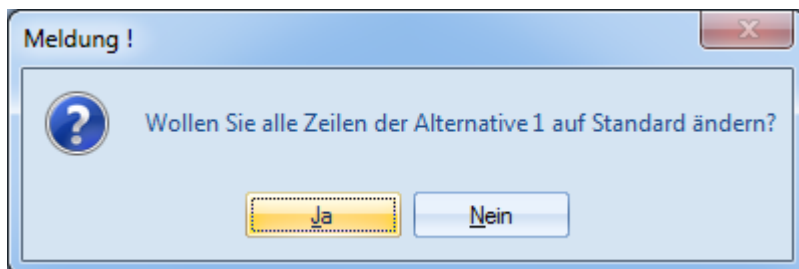 Meldung !
Wollen Sie alle Zeilen der Alternative 1 auf Standard ändern?
Ja
Nein